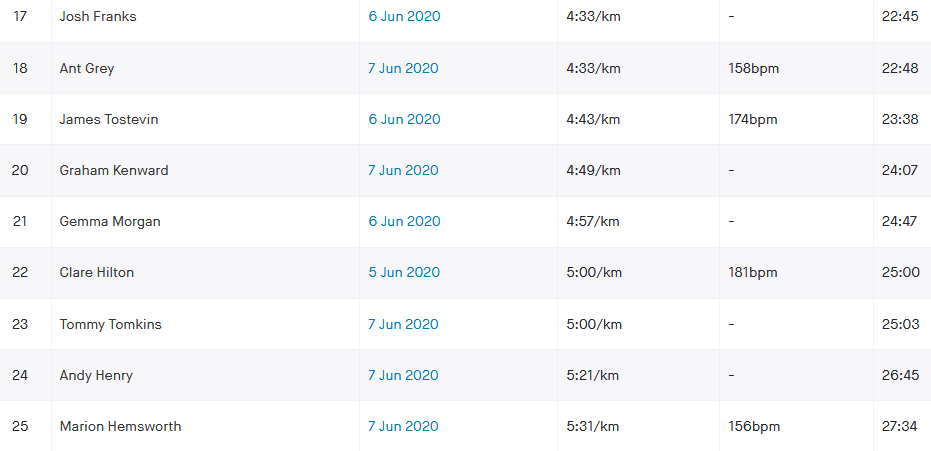 17 Josh Franks 6 Jun 2020 4:33/km - 22:45
18 Ant Grey 7 Jun 2020 4:33/km 158bpm 22:48
19 James Tostevin 6 Jun 2020 4:43/km 174bpm 23:38
20 Graham Kenward 7 Jun 2020 4:49/km - 24:07
21 Gemma Morgan 6 Jun 2020 4:57/km - 24:47
22 Clare Hilton 5 Jun 2020 5:00/km 181bpm 25:00
23 Tommy Tomkins 7 Jun 2020 5:00/km - 25:03
24 Andy Henry 7 Jun 2020 5:21/km - 26:45
25 Marion Hemsworth 7 Jun 2020 5:31/km 156bpm 27:34